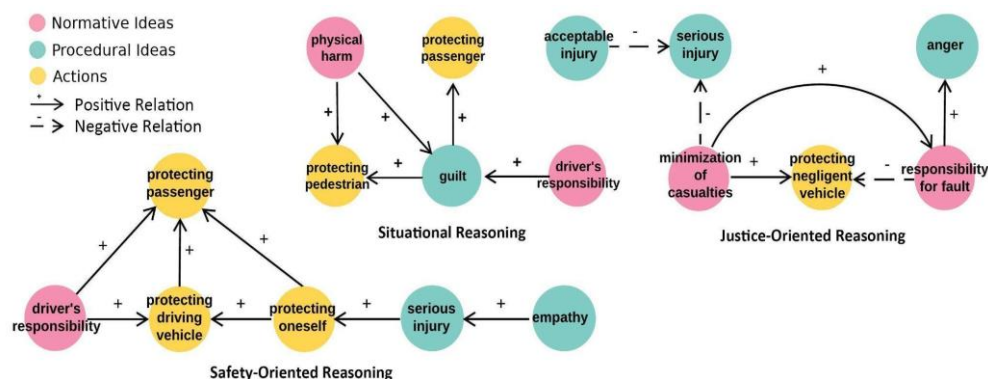 Normative Ideas
Procedural Ideas
Actions
+
Positive Relation
-
Negative Relation
physical
harm
protecting
passenger
+
+
+
protecting
pedestrian
+
guilt
+
driver's
responsibility
Situational Reasoning
acceptable
injury
-
serious
injury
anger
+
-
+
minimization
of
casualties
+
protecting
negligent
vehicle
-
responsibility
for fault
Justice-Oriented Reasoning
protecting
passenger
+
+
+
driver's
responsibility
+
protecting
driving
vehicle
+
protecting
oneself
+
serious
injury
+
empathy
Safety-Oriented Reasoning